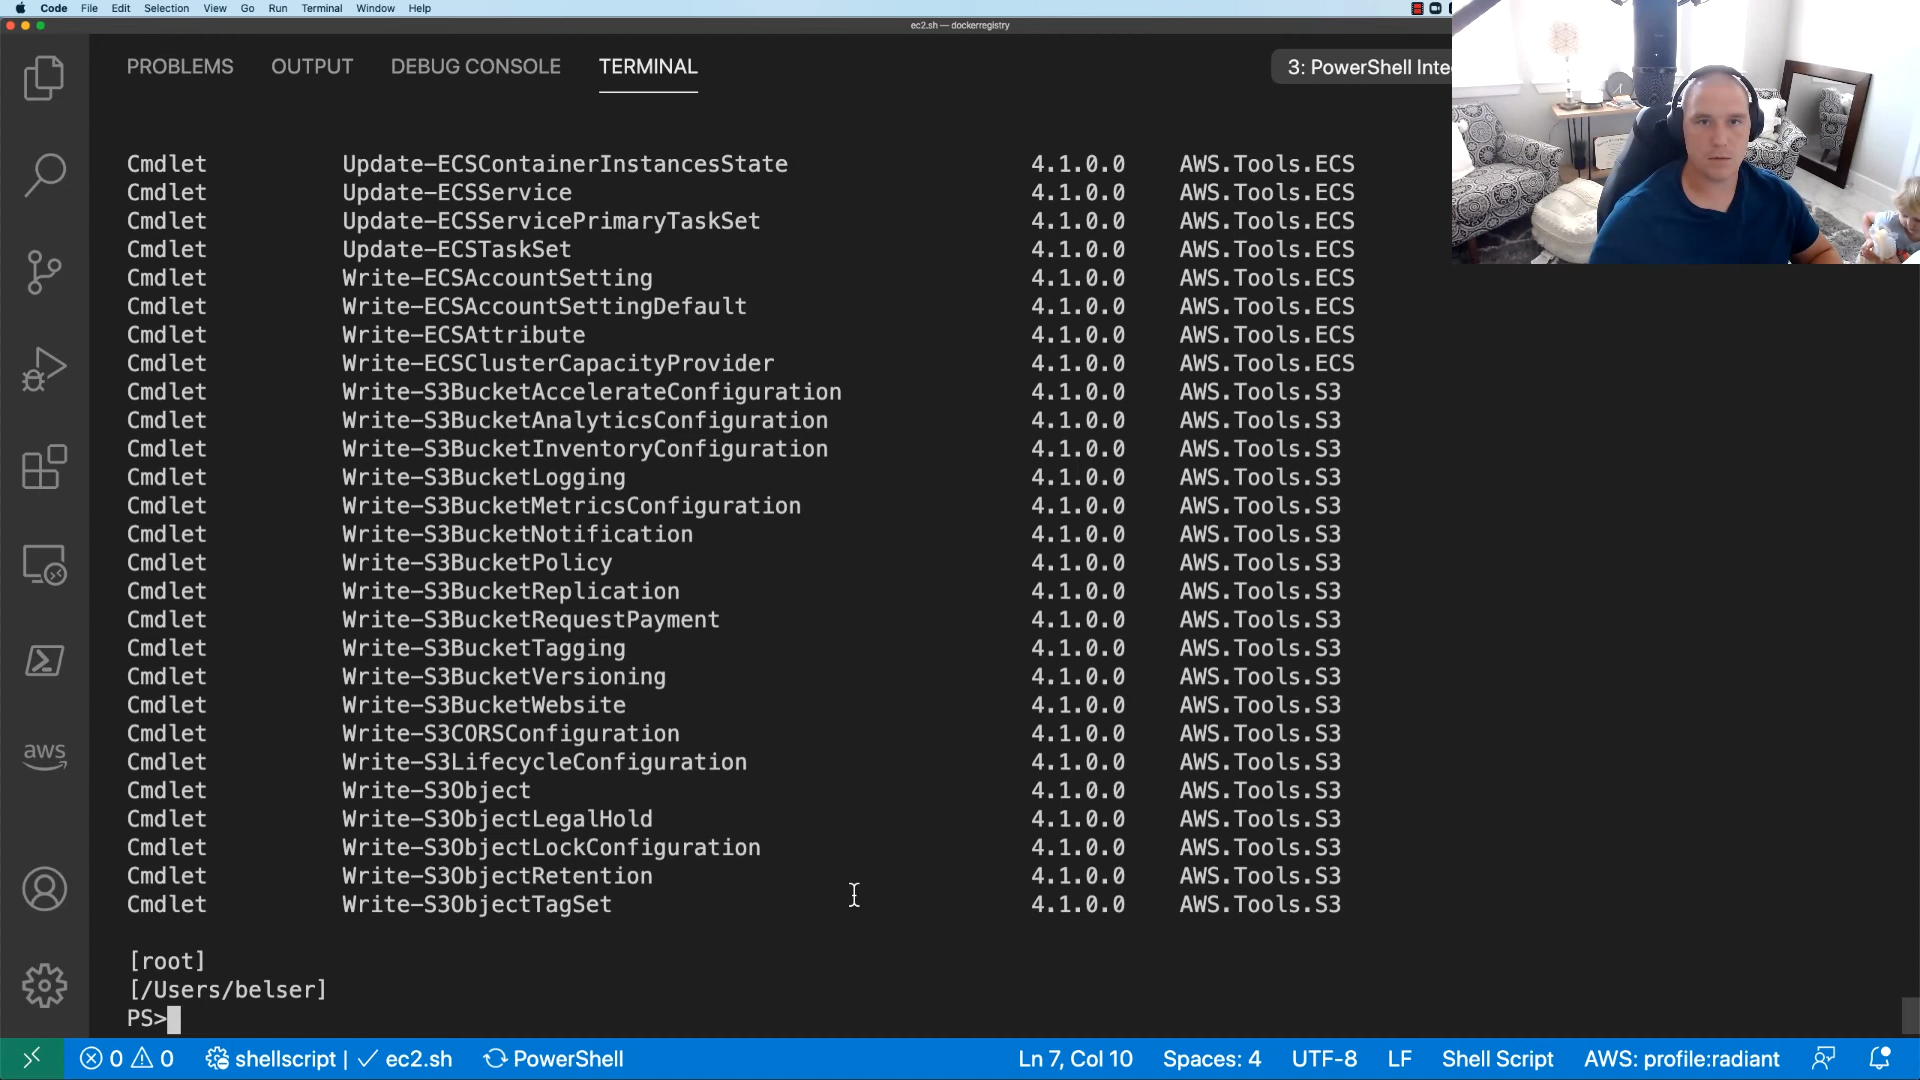 Code File Edit Selection View Go Run Terminal Window Help
ec2.sh — dockerregistry
PROBLEMS OUTPUT DEBUG CONSOLE TERMINAL 3: PowerShell Inte
Cmdlet Update-ECSContainerInstancesState 4.1.0.0 AWS.Tools.ECS
Cmdlet Update-ECSService 4.1.0.0 AWS.Tools.ECS
Cmdlet Update-ECSServicePrimaryTaskSet 4.1.0.0 AWS.Tools.ECS
Cmdlet Update-ECSTaskSet 4.1.0.0 AWS.Tools.ECS
Cmdlet Write-ECSAccountSetting 4.1.0.0 AWS.Tools.ECS
Cmdlet Write-ECSAccountSettingDefault 4.1.0.0 AWS.Tools.ECS
Cmdlet Write-ECSAttribute 4.1.0.0 AWS.Tools.ECS
Cmdlet Write-ECSClusterCapacityProvider 4.1.0.0 AWS.Tools.ECS
Cmdlet Write-S3BucketAccelerateConfiguration 4.1.0.0 AWS.Tools.S3
Cmdlet Write-S3BucketAnalyticsConfiguration 4.1.0.0 AWS.Tools.S3
Cmdlet Write-S3BucketInventoryConfiguration 4.1.0.0 AWS.Tools.S3
Cmdlet Write-S3BucketLogging 4.1.0.0 AWS.Tools.S3
Cmdlet Write-S3BucketMetricsConfiguration 4.1.0.0 AWS.Tools.S3
Cmdlet Write-S3BucketNotification 4.1.0.0 AWS.Tools.S3
Cmdlet Write-S3BucketPolicy 4.1.0.0 AWS.Tools.S3
Cmdlet Write-S3BucketReplication 4.1.0.0 AWS.Tools.S3
Cmdlet Write-S3BucketRequestPayment 4.1.0.0 AWS.Tools.S3
Cmdlet Write-S3BucketTagging 4.1.0.0 AWS.Tools.S3
Cmdlet Write-S3BucketVersioning 4.1.0.0 AWS.Tools.S3
Cmdlet Write-S3BucketWebsite 4.1.0.0 AWS.Tools.S3
Cmdlet Write-S3CORSConfiguration 4.1.0.0 AWS.Tools.S3
Cmdlet Write-S3LifecycleConfiguration 4.1.0.0 AWS.Tools.S3
Cmdlet Write-S3Object 4.1.0.0 AWS.Tools.S3
Cmdlet Write-S3ObjectLegalHold 4.1.0.0 AWS.Tools.S3
Cmdlet Write-S3ObjectLockConfiguration 4.1.0.0 AWS.Tools.S3
Cmdlet Write-S3ObjectRetention 4.1.0.0 AWS.Tools.S3
Cmdlet Write-S3ObjectTagSet 4.1.0.0 AWS.Tools.S3
aws
[root]
[/Users/belser]
PS>
0 0 shellscript | ✓ ec2.sh PowerShell Ln 7, Col 10 Spaces: 4 UTF-8 LF Shell Script AWS: profile:radiant